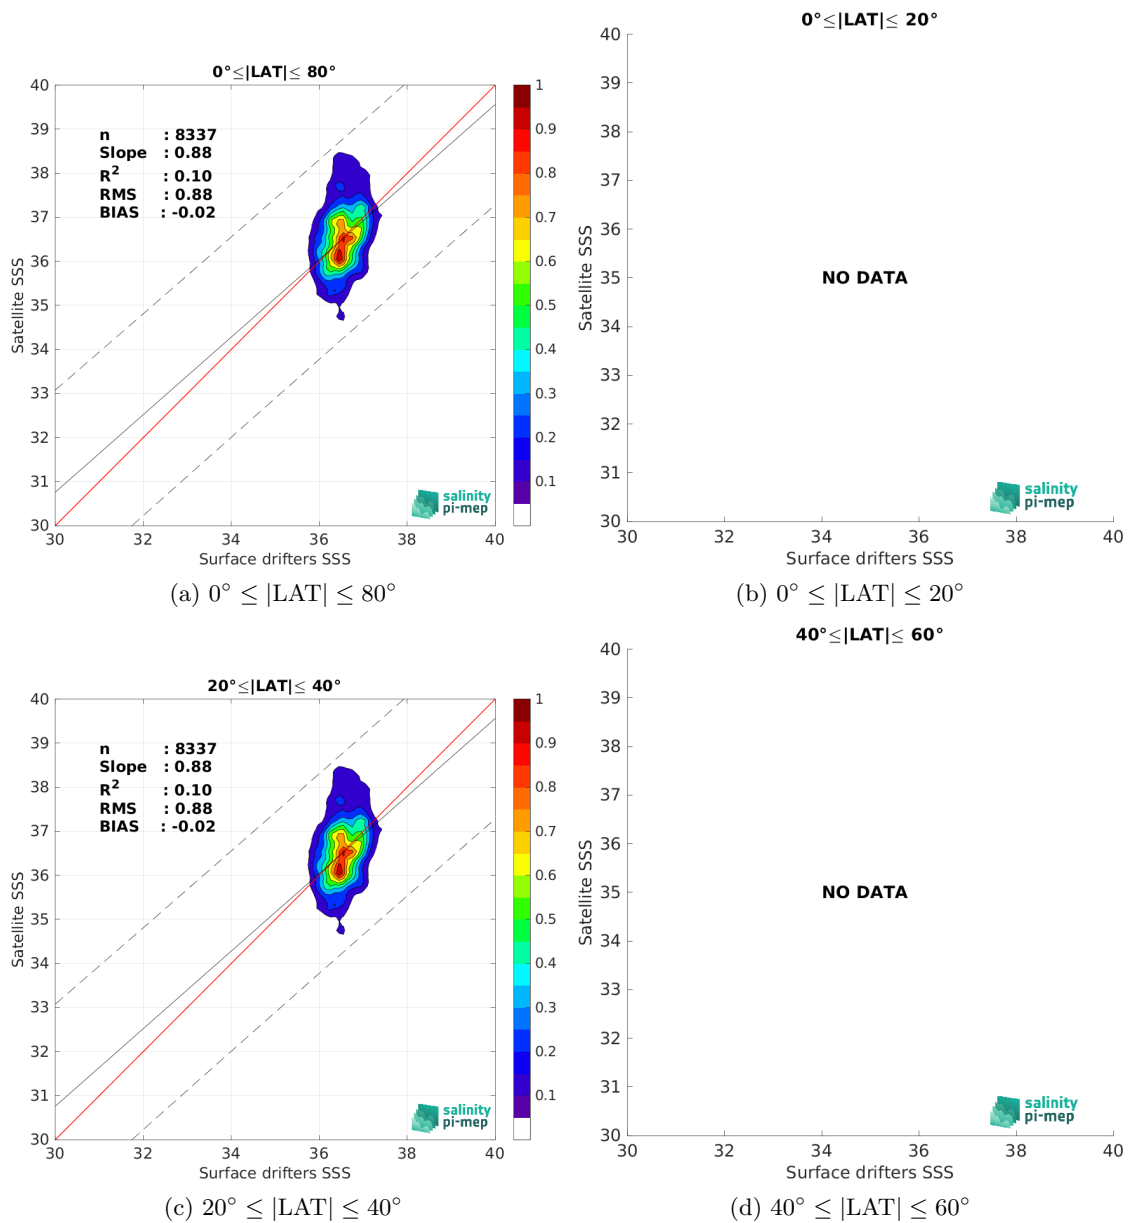 0°≤|LAT|≤ 80°
40
39
38
37
36
35
34
33
32
31
30
Satellite SSS
n : 8337
Slope : 0.88
R² : 0.10
RMS : 0.88
BIAS : -0.02
salinity
pi-mep
30 32 34 36 38 40
Surface drifters SSS
1
0.9
0.8
0.7
0.6
0.5
0.4
0.3
0.2
0.1
(a) 0° ≤ |LAT| ≤ 80°
0°≤|LAT|≤ 20°
40
39
38
37
36
35
34
33
32
31
30
Satellite SSS
NO DATA
salinity
pi-mep
30 32 34 36 38 40
Surface drifters SSS
(b) 0° ≤ |LAT| ≤ 20°
20°≤|LAT|≤ 40°
40
39
38
37
36
35
34
33
32
31
30
Satellite SSS
n : 8337
Slope : 0.88
R² : 0.10
RMS : 0.88
BIAS : -0.02
salinity
pi-mep
30 32 34 36 38 40
Surface drifters SSS
1
0.9
0.8
0.7
0.6
0.5
0.4
0.3
0.2
0.1
(c) 20° ≤ |LAT| ≤ 40°
40°≤|LAT|≤ 60°
40
39
38
37
36
35
34
33
32
31
30
Satellite SSS
NO DATA
salinity
pi-mep
30 32 34 36 38 40
Surface drifters SSS
(d) 40° ≤ |LAT| ≤ 60°